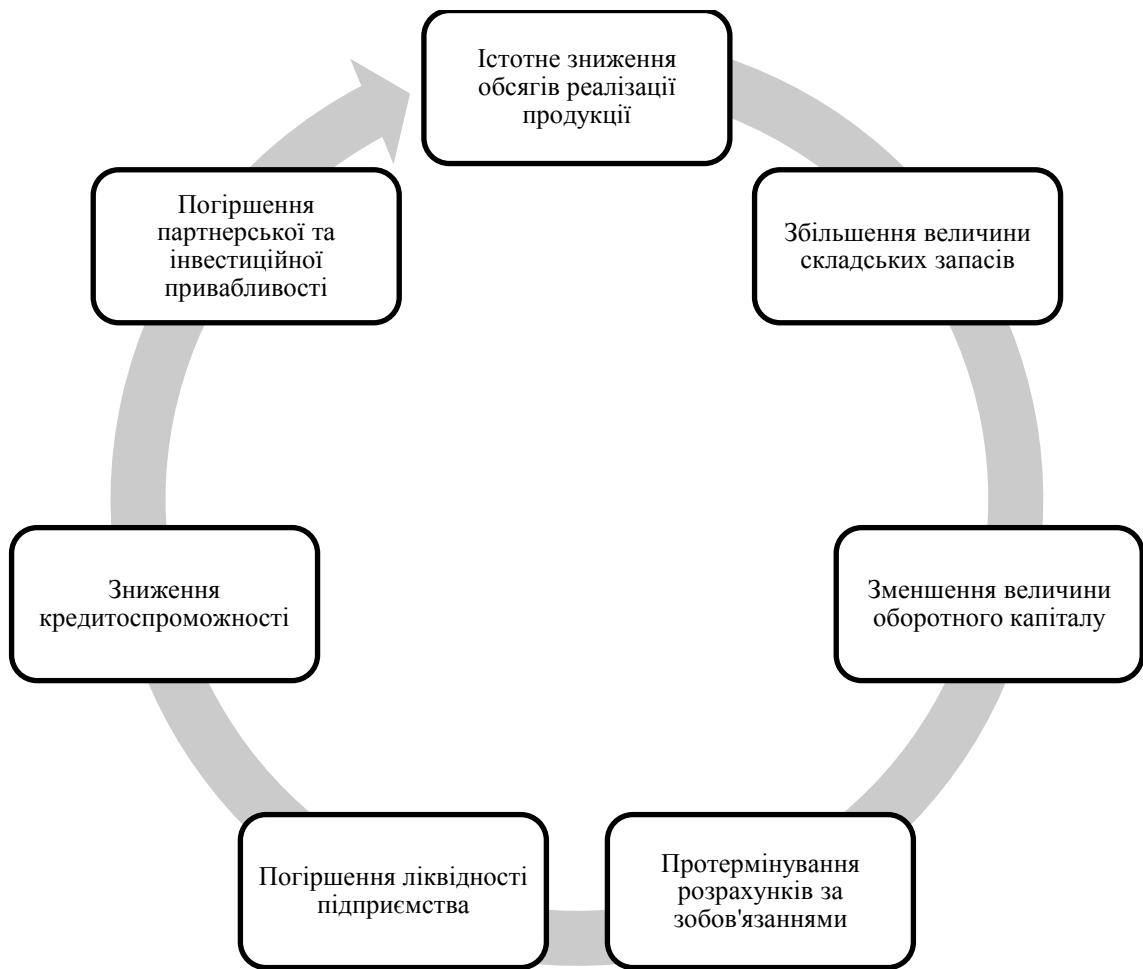 Істотне зниження
обсягів реалізації
продукції
Збільшення величини
складських запасів
Зменшення величини
оборотного капіталу
Протермінування
розрахунків за
зобов'язаннями
Погіршення ліквідності
підприємства
Зниження
кредитоспроможності
Погіршення
партнерської та
інвестиційної
привабливості